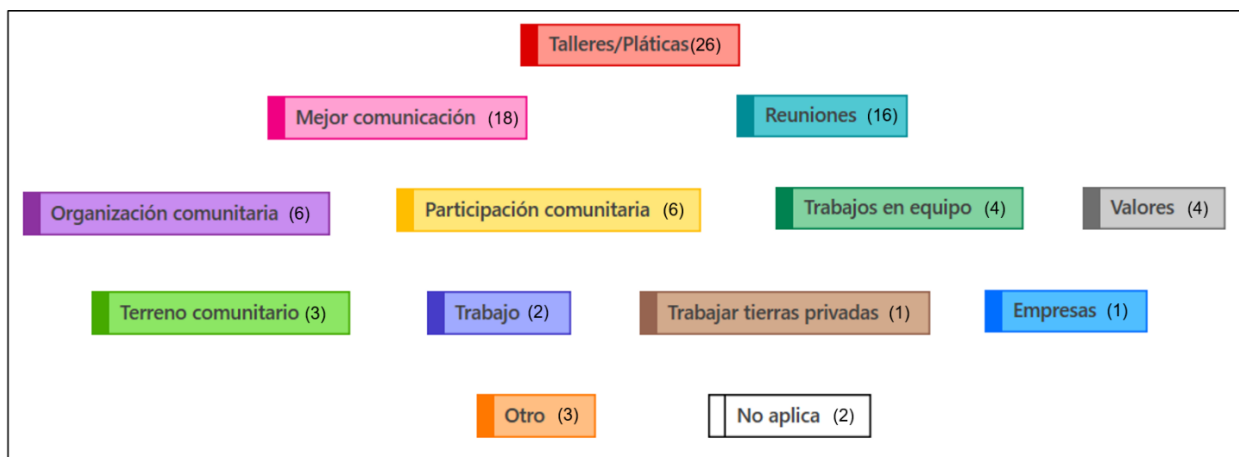 Talleres/Pláticas(26)
Mejor comunicación (18)
Reuniones (16)
Organización comunitaria (6)
Participación comunitaria (6)
Trabajos en equipo (4)
Valores (4)
Terreno comunitario (3)
Trabajo (2)
Trabajar tierras privadas (1)
Empresas (1)
Otro (3)
No aplica (2)